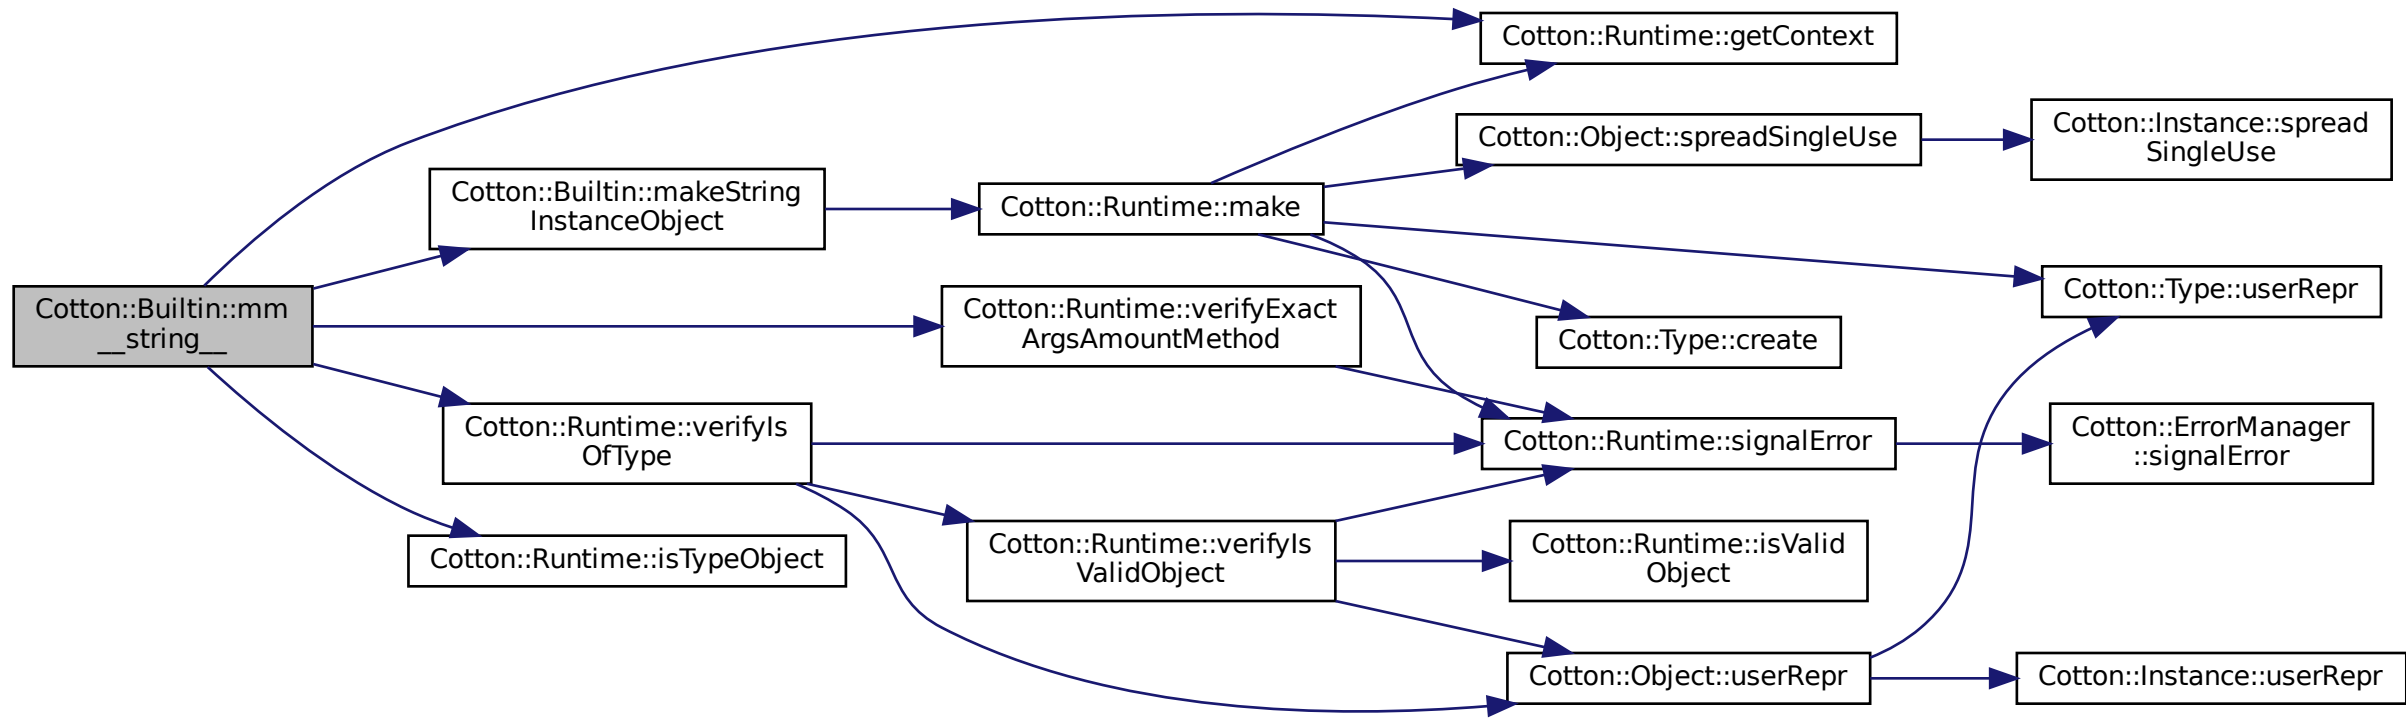 Cotton::Builtin::mm
__string__
Cotton::Runtime::getContext
Cotton::Builtin::makeString
InstanceObject
Cotton::Runtime::make
Cotton::Object::spreadSingleUse
Cotton::Instance::spread
SingleUse
Cotton::Type::userRepr
Cotton::Type::create
Cotton::Runtime::verifyExact
ArgsAmountMethod
Cotton::Runtime::signalError
Cotton::ErrorManager
::signalError
Cotton::Runtime::verifyIs
OfType
Cotton::Runtime::verifyIs
ValidObject
Cotton::Runtime::isValid
Object
Cotton::Object::userRepr
Cotton::Instance::userRepr
Cotton::Runtime::isTypeObject